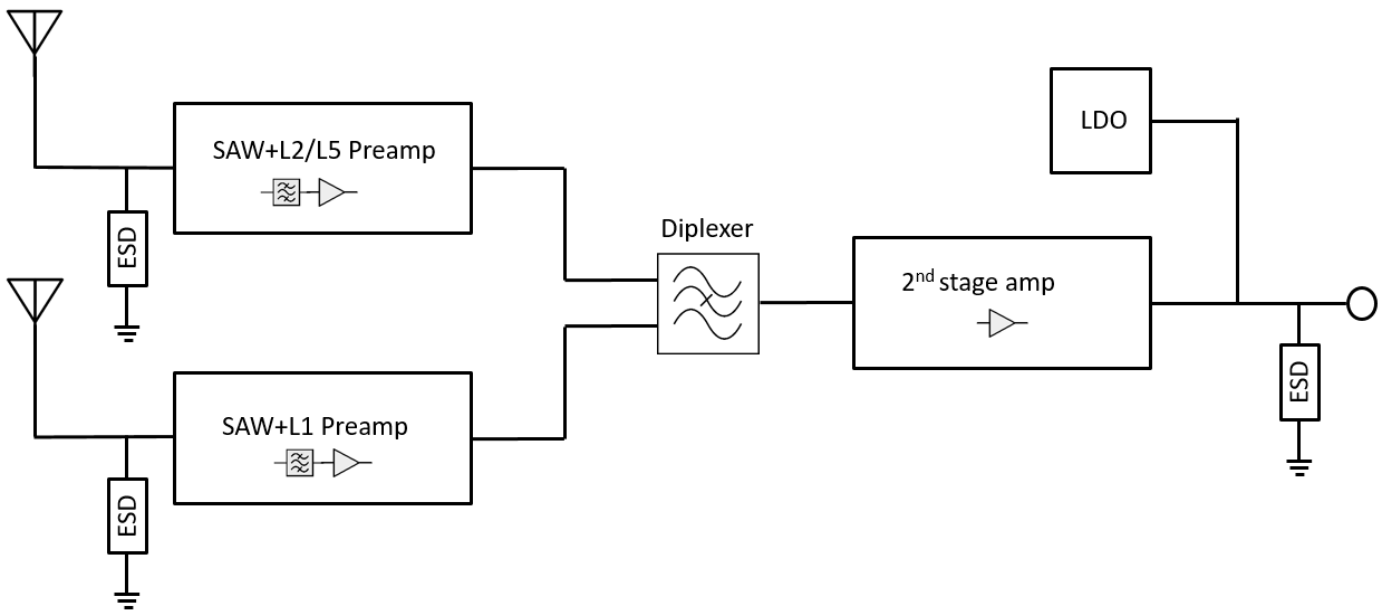 SAW+L2/L5 Preamp
ESD
LDO
Diplexer
2nd stage amp
ESD
SAW+L1 Preamp
ESD